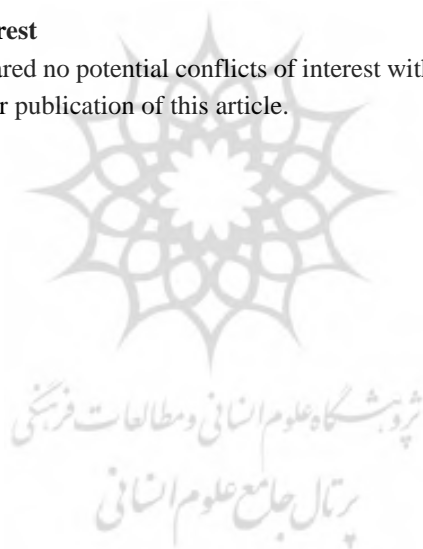 rest
ared no potential conflicts of interest wit
r publication of this article.
پژوهشگاه علوم انسانی و مطالعات فرهنگی
پرتال جامع علوم انسانی